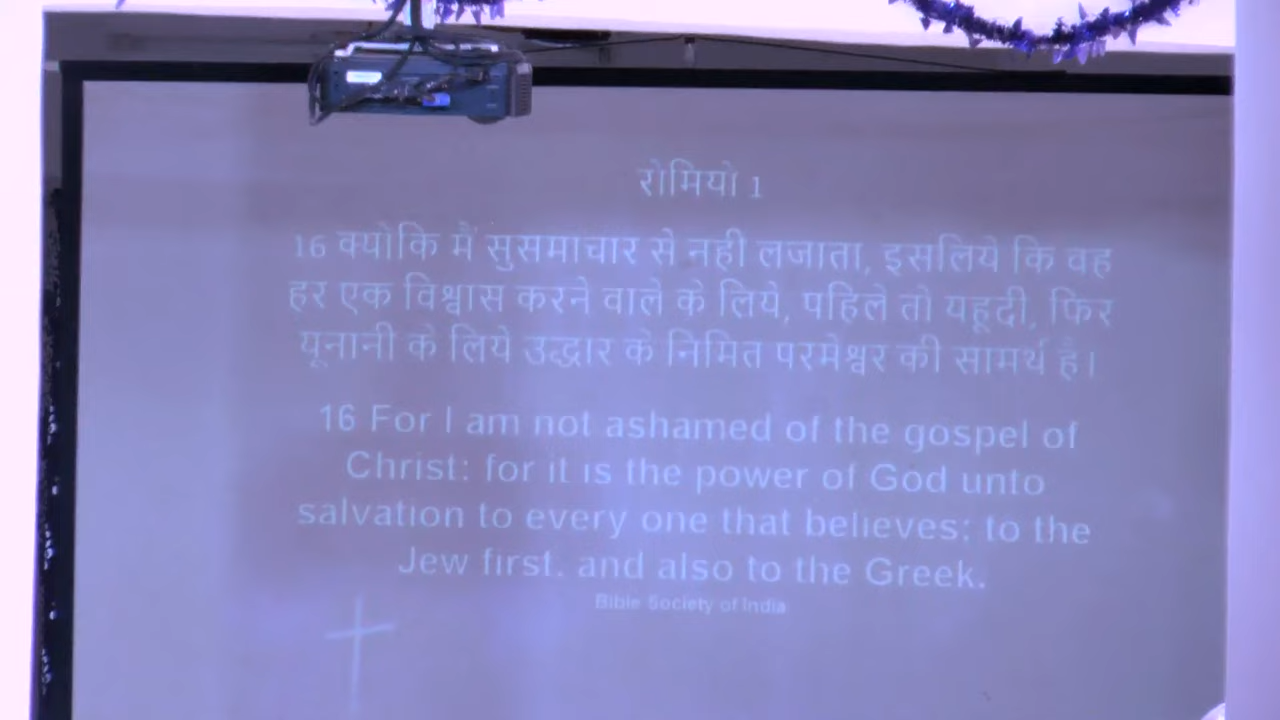 रोमियो 1
16 क्योकि मैं सुसमाचार से नही लजाता, इसलिये कि वह
हर एक विश्वास करने वाले के लिये, पहिले तो यहूदी, फिर
यूनानी के लिये उद्धार के निमित परमेश्वर की सामर्थ है।
16 For I am not ashamed of the gospel of
Christ: for it is the power of God unto
salvation to every one that believes; to the
Jew first, and also to the Greek.
Bible Society of India